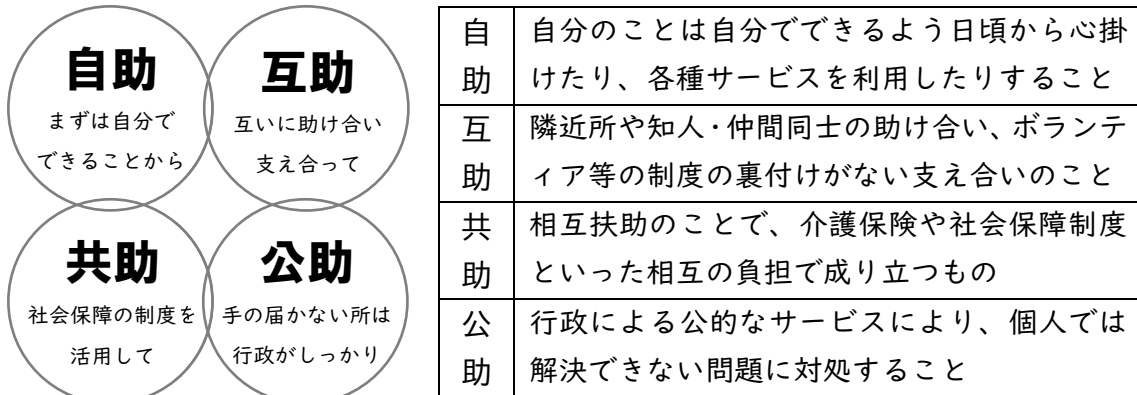 自助
まずは自分で
できることから
互助
互いに助け合い
支え合って
共助
社会保障の制度を
活用して
公助
手の届かない所は
行政がしっかり
自助
自分のことは自分でできるよう日頃から心掛
けたり、各種サービスを利用したりすること
互助
隣近所や知人・仲間同士の助け合い、ボランテ
ィア等の制度の裏付けがない支え合いのこと
共助
相互扶助のことで、介護保険や社会保障制度
といった相互の負担で成り立つもの
公助
行政による公的なサービスにより、個人では
解決できない問題に対処すること